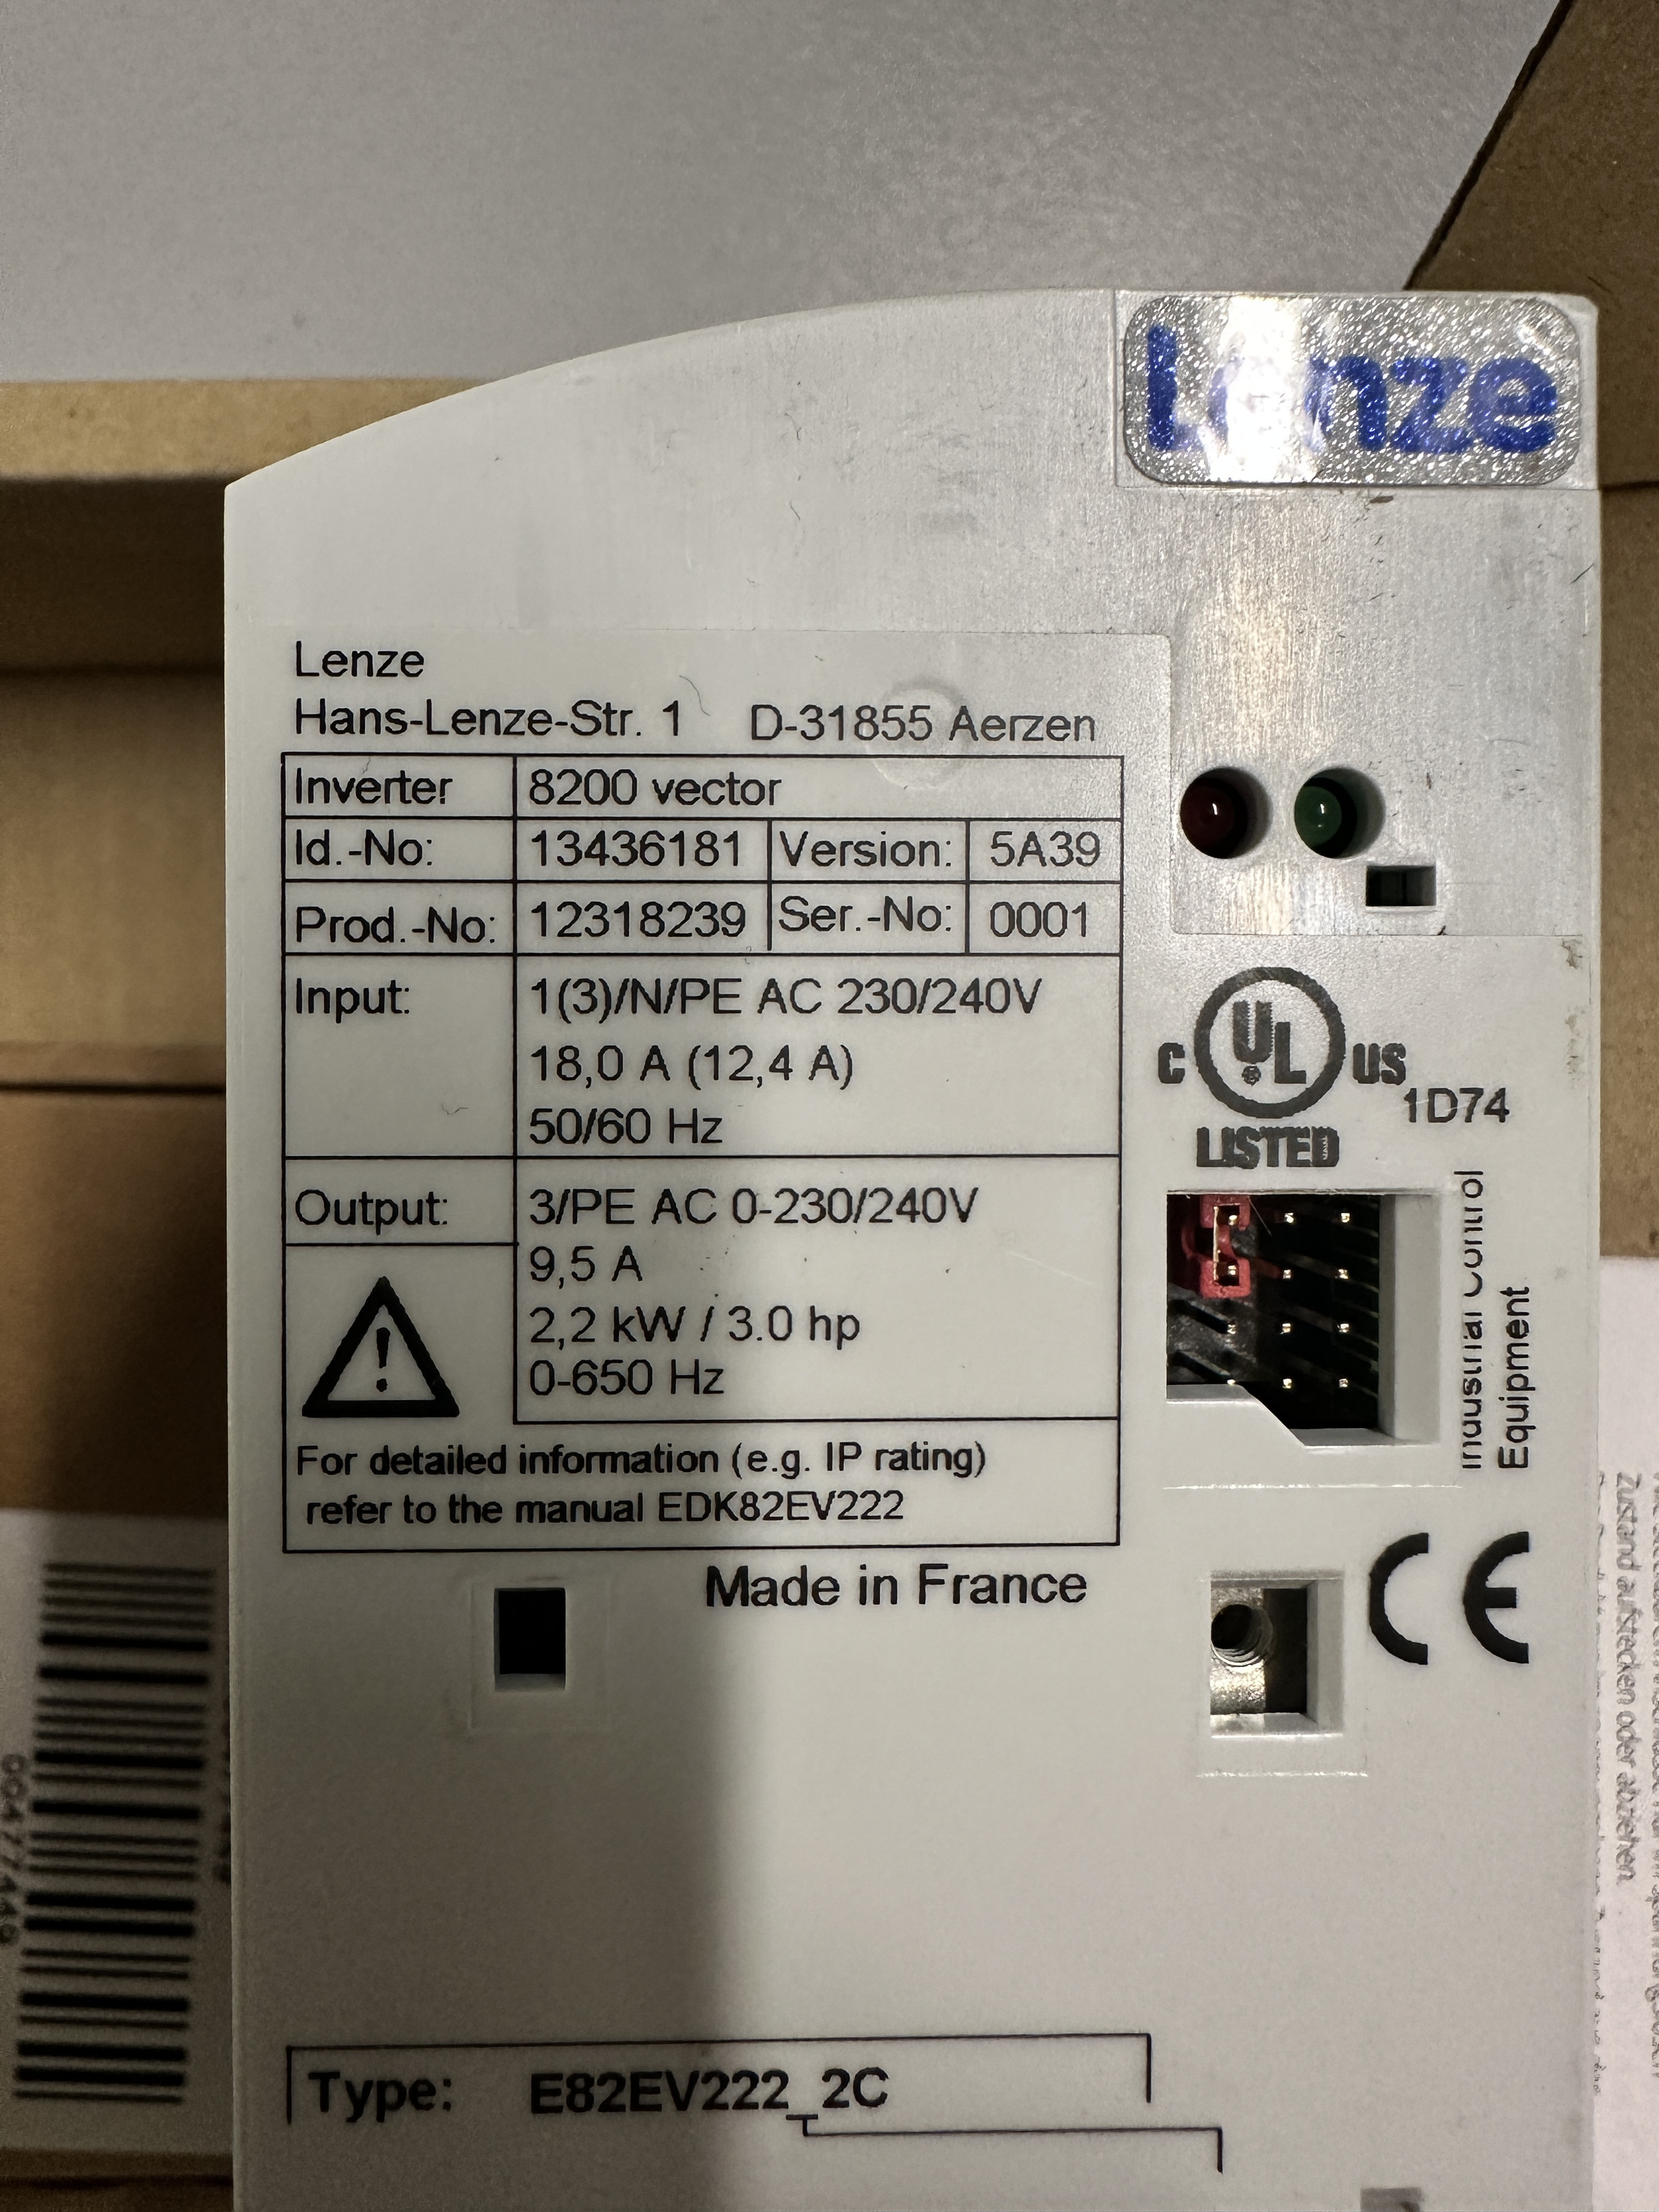 Lenze
Lenze
Hans-Lenze-Str. 1 D-31855 Aerzen
Inverter 8200 vector
Id.-No: 13436181 Version: 5A39
Prod.-No: 12318239 Ser.-No: 0001
Input: 1(3)/N/PE AC 230/240V
18,0 A (12,4 A)
50/60 Hz
Output: 3/PE AC 0-230/240V
9,5 A
2,2 kW / 3.0 hp
0-650 Hz
For detailed information (e.g. IP rating)
refer to the manual EDK82EV222
Made in France
C UL US
1D74
LISTED
Industrial Control
Equipment
CE
Type: E82EV222_2C
Zustand aufstecken oder abziehen.